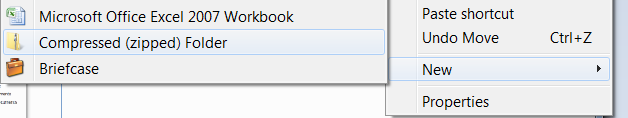 Microsoft Office Excel 2007 Workbook
Compressed (zipped) Folder
Briefcase
Paste shortcut
Undo Move Ctrl+Z
New
Properties